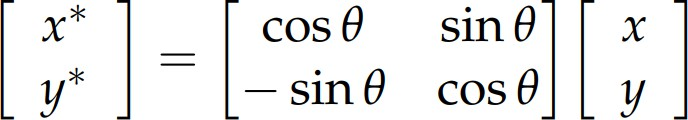 [ x* ] = [ cos θ sin θ ] [ x ]
[ y* ] [ − sin θ cos θ ] [ y ]